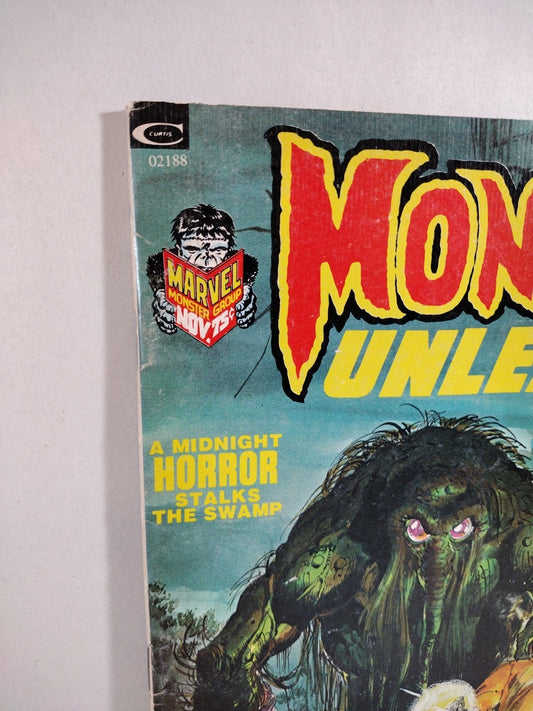 CURTIS
02188
MARVEL
MONSTER GROUP
NOV. 75¢
MON
UNLE
A MIDNIGHT
HORROR
STALKS
THE SWAMP